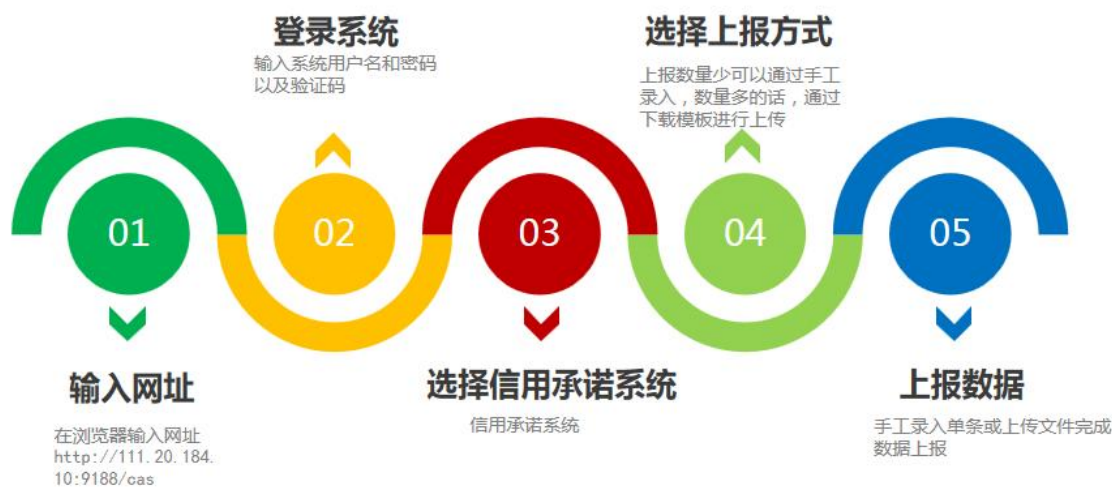 01
输入网址
在浏览器输入网址
http://111.20.184.
10:9188/cas
登录系统
输入系统用户名和密码
以及验证码
02
03
选择信用承诺系统
信用承诺系统
选择上报方式
上报数量少可以通过手工
录入，数量多的话，通过
下载模板进行上传
04
05
上报数据
手工录入单条或上传文件完成
数据上报